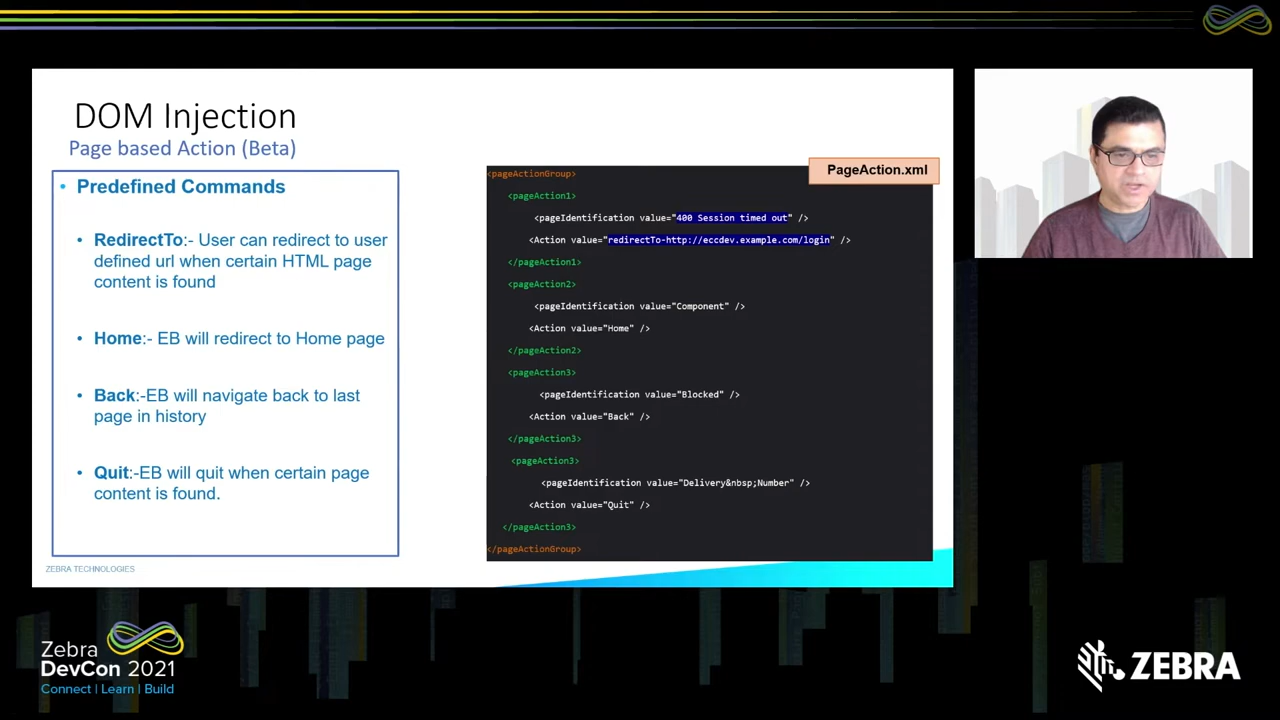 DOM Injection
Page based Action (Beta)
• Predefined Commands
• RedirectTo:- User can redirect to user
defined url when certain HTML page
content is found
• Home:- EB will redirect to Home page
• Back:-EB will navigate back to last
page in history
• Quit:-EB will quit when certain page
content is found.
ZEBRA TECHNOLOGIES
PageAction.xml
<pageActionGroup>
<pageAction1>
<pageIdentification value="400 Session timed out" />
<Action value="redirectTo-http://eccdev.example.com/login" />
</pageAction1>
<pageAction2>
<pageIdentification value="Component" />
<Action value="Home" />
</pageAction2>
<pageAction3>
<pageIdentification value="Blocked" />
<Action value="Back" />
</pageAction3>
<pageAction3>
<pageIdentification value="Delivery&nbsp;Number" />
<Action value="Quit" />
</pageAction3>
</pageActionGroup>
Zebra
DevCon 2021
Connect | Learn | Build
ZEBRA